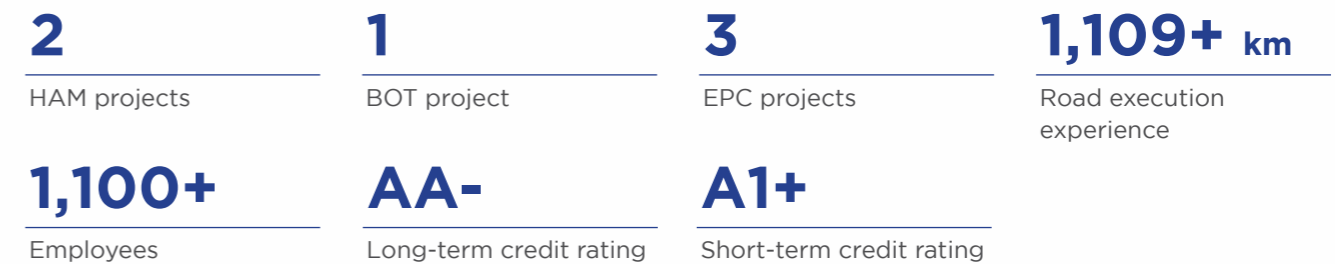 2
HAM projects
1
BOT project
3
EPC projects
1,109+ km
Road execution
experience
1,100+
Employees
AA-
Long-term credit rating
A1+
Short-term credit rating